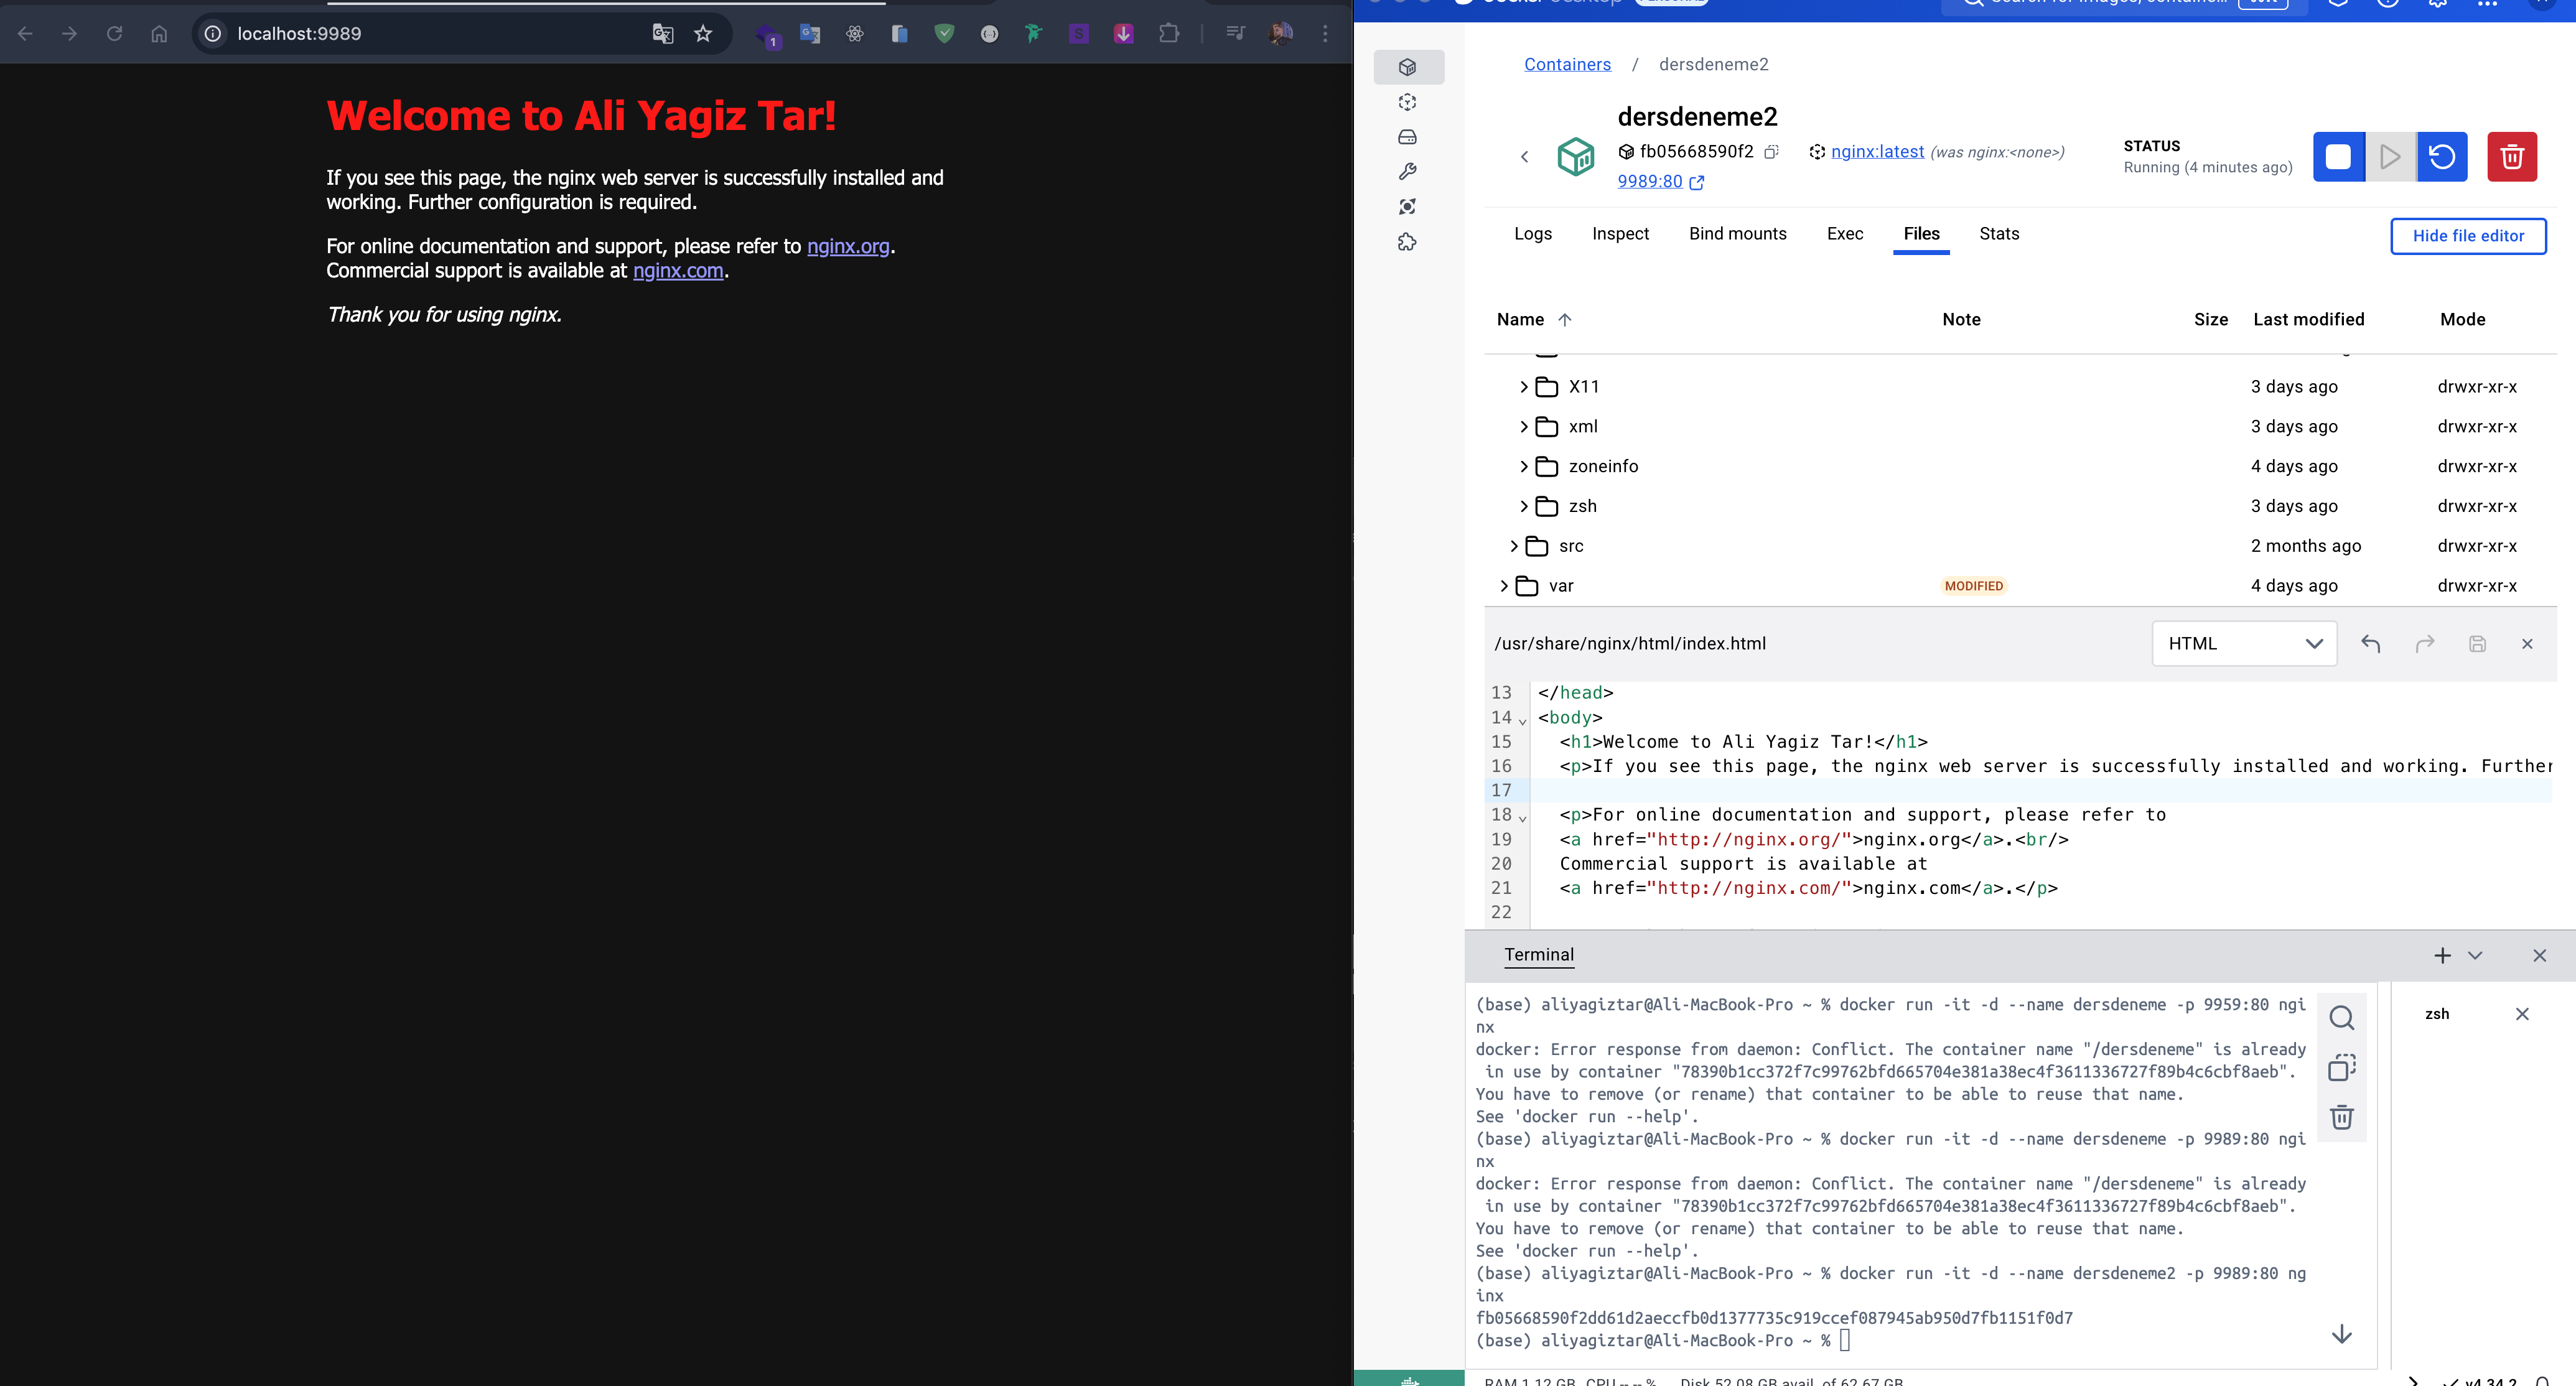 localhost:9989
1
Welcome to Ali Yagiz Tar!
If you see this page, the nginx web server is successfully installed and
working. Further configuration is required.
For online documentation and support, please refer to nginx.org.
Commercial support is available at nginx.com.
Thank you for using nginx.
Containers / dersdeneme2
dersdeneme2
fb05668590f2 nginx:latest (was nginx:<none>)
9989:80
STATUS
Running (4 minutes ago)
Logs Inspect Bind mounts Exec Files Stats
Hide file editor
Name Note Size Last modified Mode
X11 3 days ago drwxr-xr-x
xml 3 days ago drwxr-xr-x
zoneinfo 4 days ago drwxr-xr-x
zsh 3 days ago drwxr-xr-x
src 2 months ago drwxr-xr-x
var MODIFIED 4 days ago drwxr-xr-x
/usr/share/nginx/html/index.html HTML
13 </head>
14 <body>
15 <h1>Welcome to Ali Yagiz Tar!</h1>
16 <p>If you see this page, the nginx web server is successfully installed and working. Further
17
18 <p>For online documentation and support, please refer to
19 <a href="http://nginx.org/">nginx.org</a>.<br/>
20 Commercial support is available at
21 <a href="http://nginx.com/">nginx.com</a>.</p>
22
Terminal
(base) aliyagiztar@Ali-MacBook-Pro ~ % docker run -it -d --name dersdeneme -p 9959:80 ngi
nx
docker: Error response from daemon: Conflict. The container name "/dersdeneme" is already
in use by container "78390b1cc372f7c99762bfd665704e381a38ec4f3611336727f89b4c6cbf8aeb".
You have to remove (or rename) that container to be able to reuse that name.
See 'docker run --help'.
(base) aliyagiztar@Ali-MacBook-Pro ~ % docker run -it -d --name dersdeneme -p 9989:80 ngi
nx
docker: Error response from daemon: Conflict. The container name "/dersdeneme" is already
in use by container "78390b1cc372f7c99762bfd665704e381a38ec4f3611336727f89b4c6cbf8aeb".
You have to remove (or rename) that container to be able to reuse that name.
See 'docker run --help'.
(base) aliyagiztar@Ali-MacBook-Pro ~ % docker run -it -d --name dersdeneme2 -p 9989:80 ng
inx
fb05668590f2dd61d2aeccfb0d1377735c919ccef087945ab950d7fb1151f0d7
(base) aliyagiztar@Ali-MacBook-Pro ~ %
zsh
RAM 1.12 GB CPU --.-- % Disk 52.08 GB avail. of 62.67 GB
v4.34.2